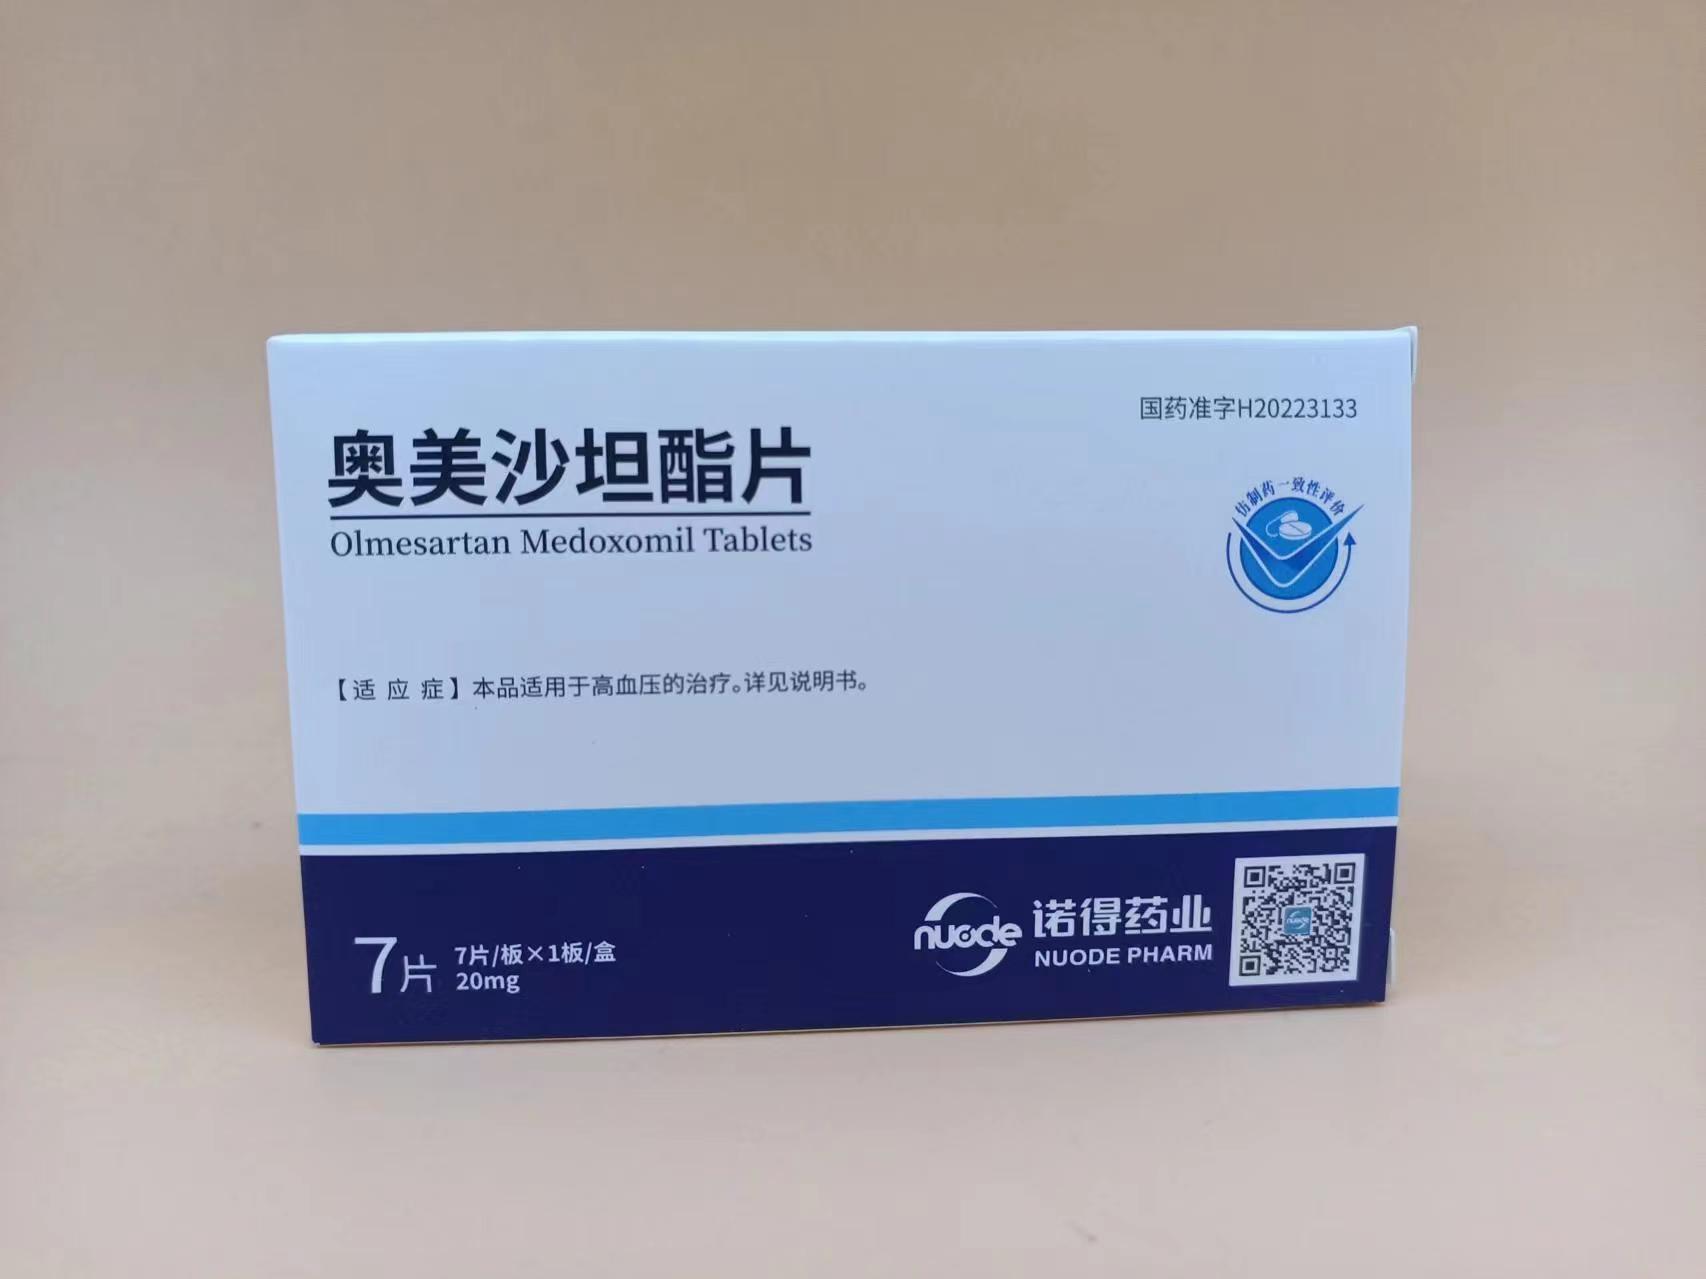 国药准字H20223133
奥美沙坦酯片
Olmesartan Medoxomil Tablets
仿制药一致性评价
【适应症】本品适用于高血压的治疗。详见说明书。
7片
7片/板×1板/盒
20mg
nuode
诺得药业
NUODE PHARM
nuode